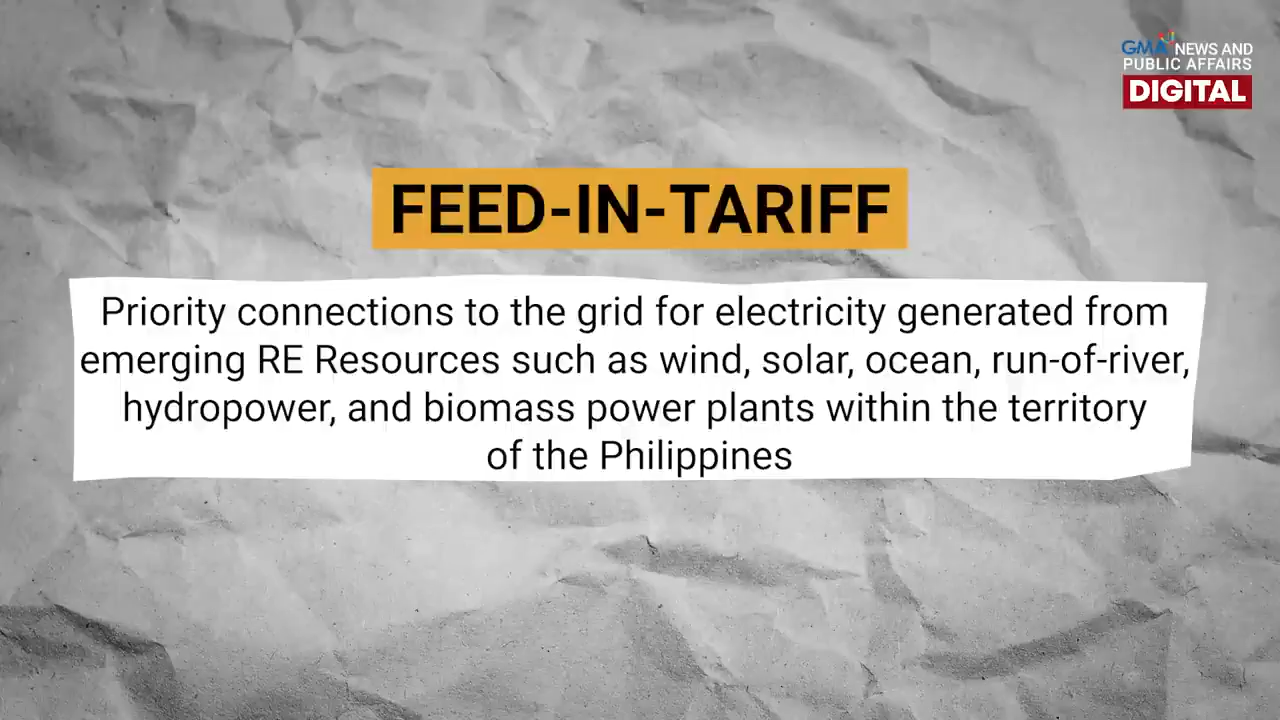 GMA NEWS AND
PUBLIC AFFAIRS
DIGITAL
FEED-IN-TARIFF
Priority connections to the grid for electricity generated from
emerging RE Resources such as wind, solar, ocean, run-of-river,
hydropower, and biomass power plants within the territory
of the Philippines